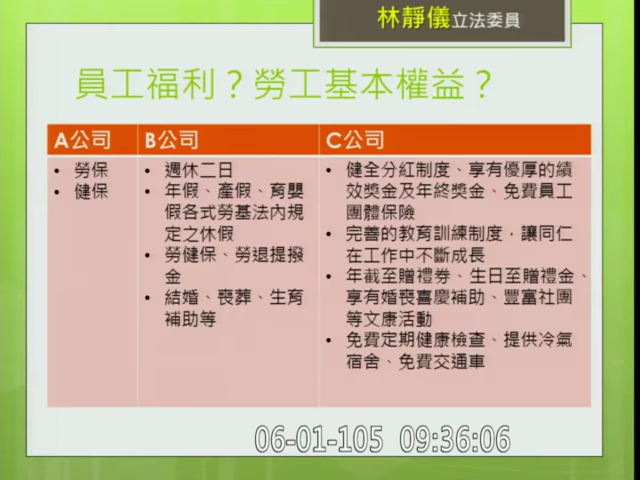 林靜儀立法委員
員工福利？勞工基本權益？
A公司
B公司
C公司
• 勞保
• 健保
• 週休二日
• 年假、產假、育嬰
假各式勞基法內規
定之休假
• 勞健保、勞退提撥
金
• 結婚、喪葬、生育
補助等
• 健全分紅制度、享有優厚的績
效獎金及年終獎金、免費員工
團體保險
• 完善的教育訓練制度，讓同仁
在工作中不斷成長
• 年截至贈禮券、生日至贈禮金、
享有婚喪喜慶補助、豐富社團
等文康活動
• 免費定期健康檢查、提供冷氣
宿舍、免費交通車
06-01-105 09:36:06